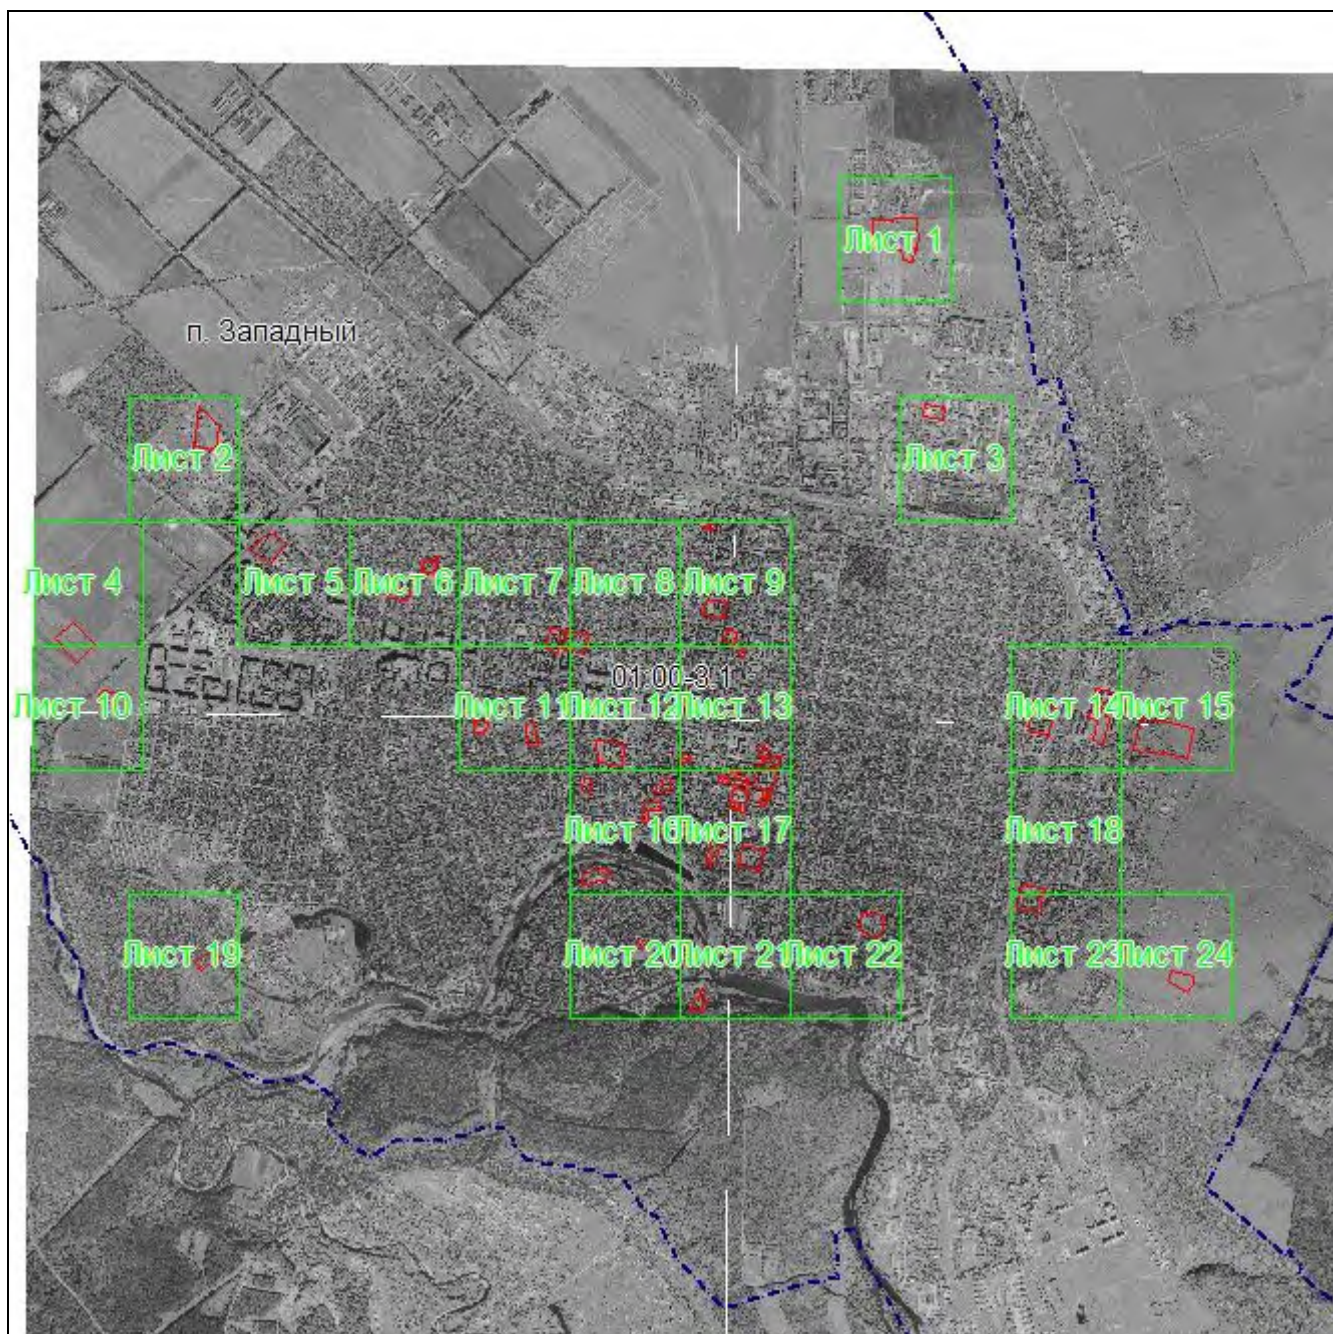 Лист 1
п. Западный
Лист 2
Лист 3
Лист 4
Лист 5
Лист 6
Лист 7
Лист 8
Лист 9
01:00-3.1
Лист 10
Лист 11
Лист 12
Лист 13
Лист 14
Лист 15
Лист 16
Лист 17
Лист 18
Лист 19
Лист 20
Лист 21
Лист 22
Лист 23
Лист 24